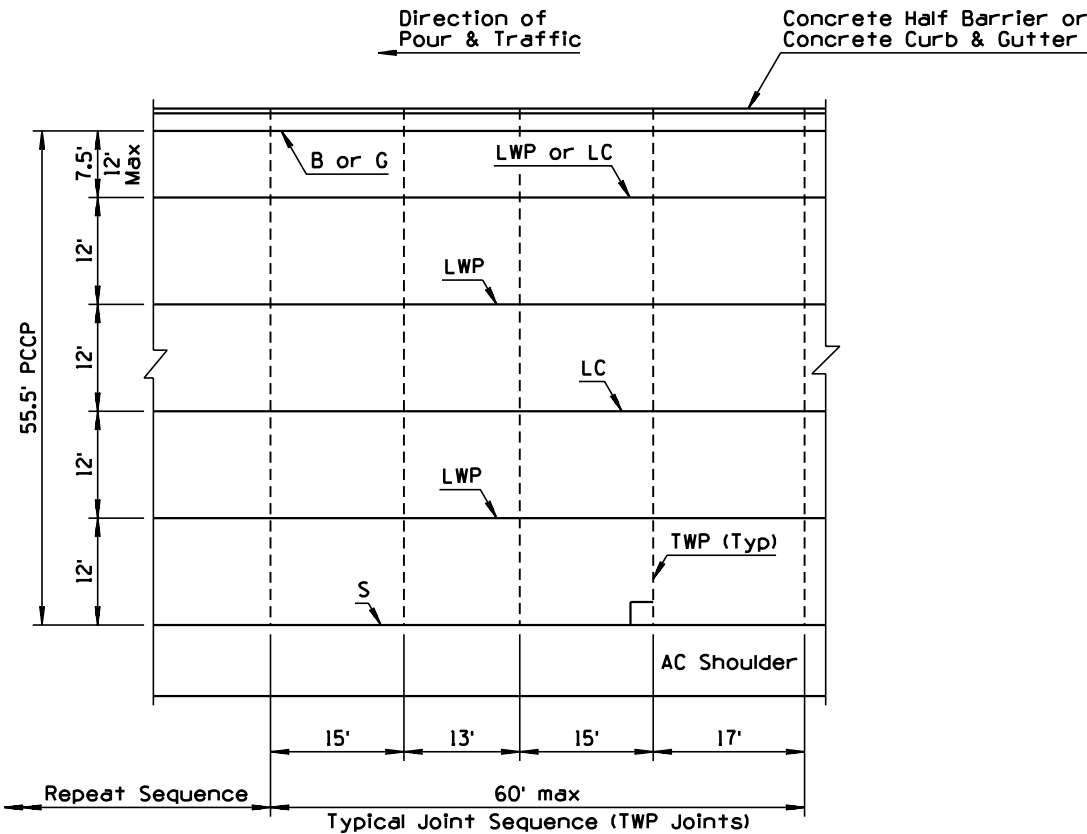 Direction of
Pour & Traffic
Concrete Half Barrier or
Concrete Curb & Gutter
7.5'
12'
Max
B or G
LWP or LC
12'
LWP
55.5' PCCP
12'
LC
12'
LWP
12'
TWP (Typ)
S
AC Shoulder
15'
13'
15'
17'
Repeat Sequence
60' max
Typical Joint Sequence (TWP Joints)